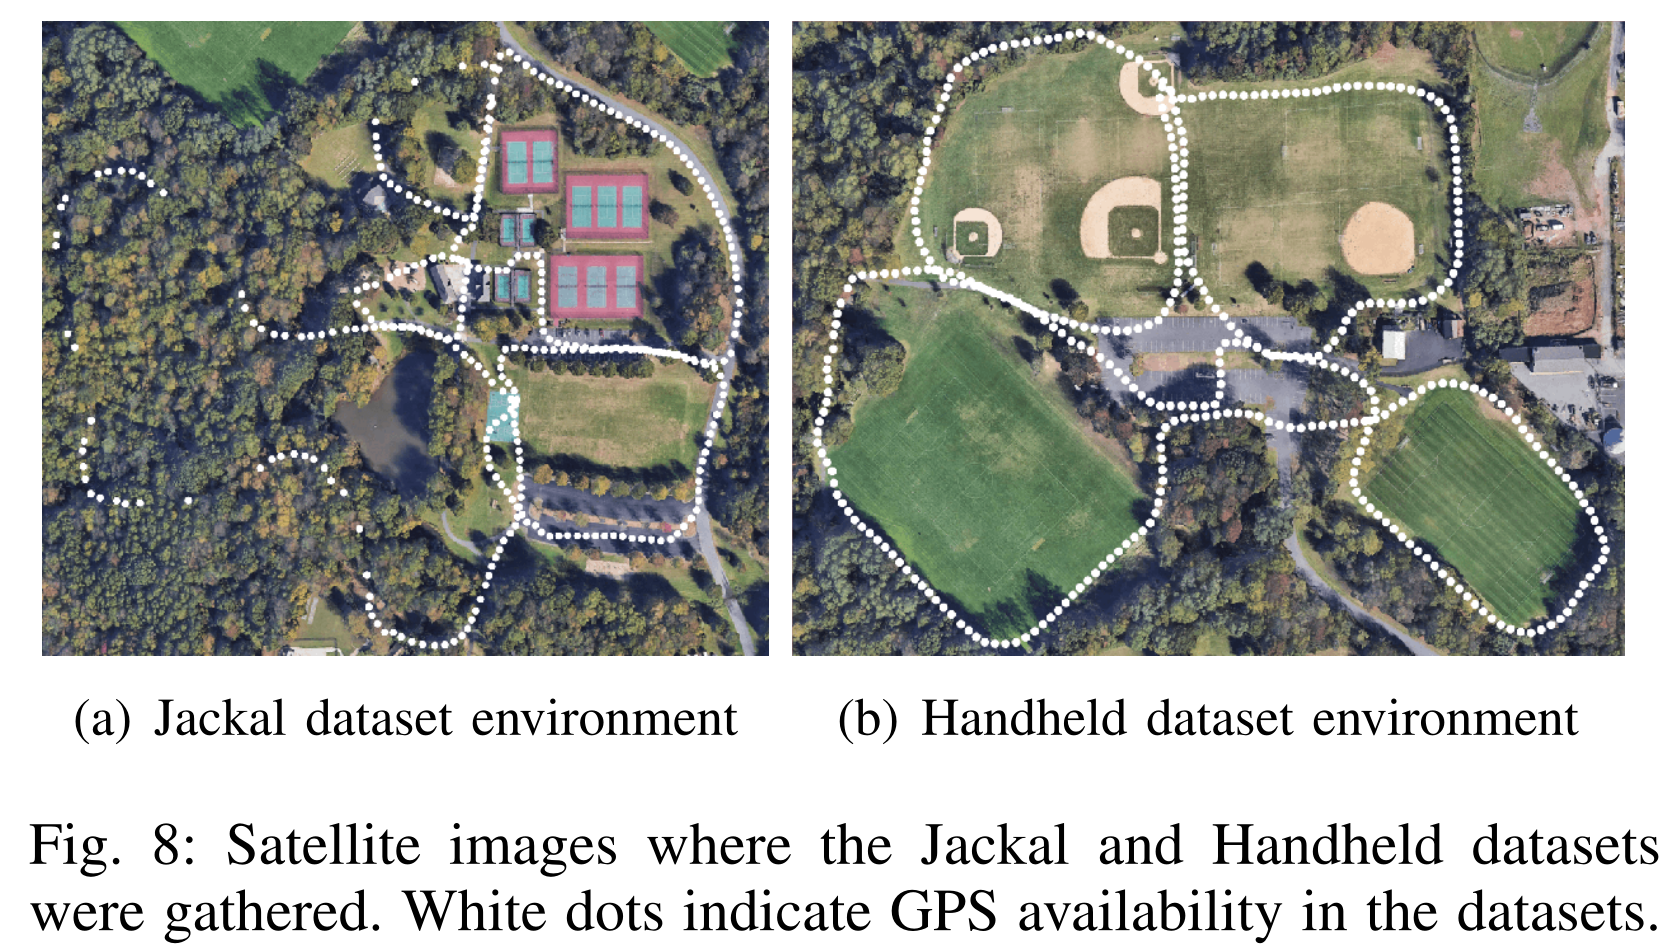 (a) Jackal dataset environment
(b) Handheld dataset environment
Fig. 8: Satellite images where the Jackal and Handheld datasets
were gathered. White dots indicate GPS availability in the datasets.